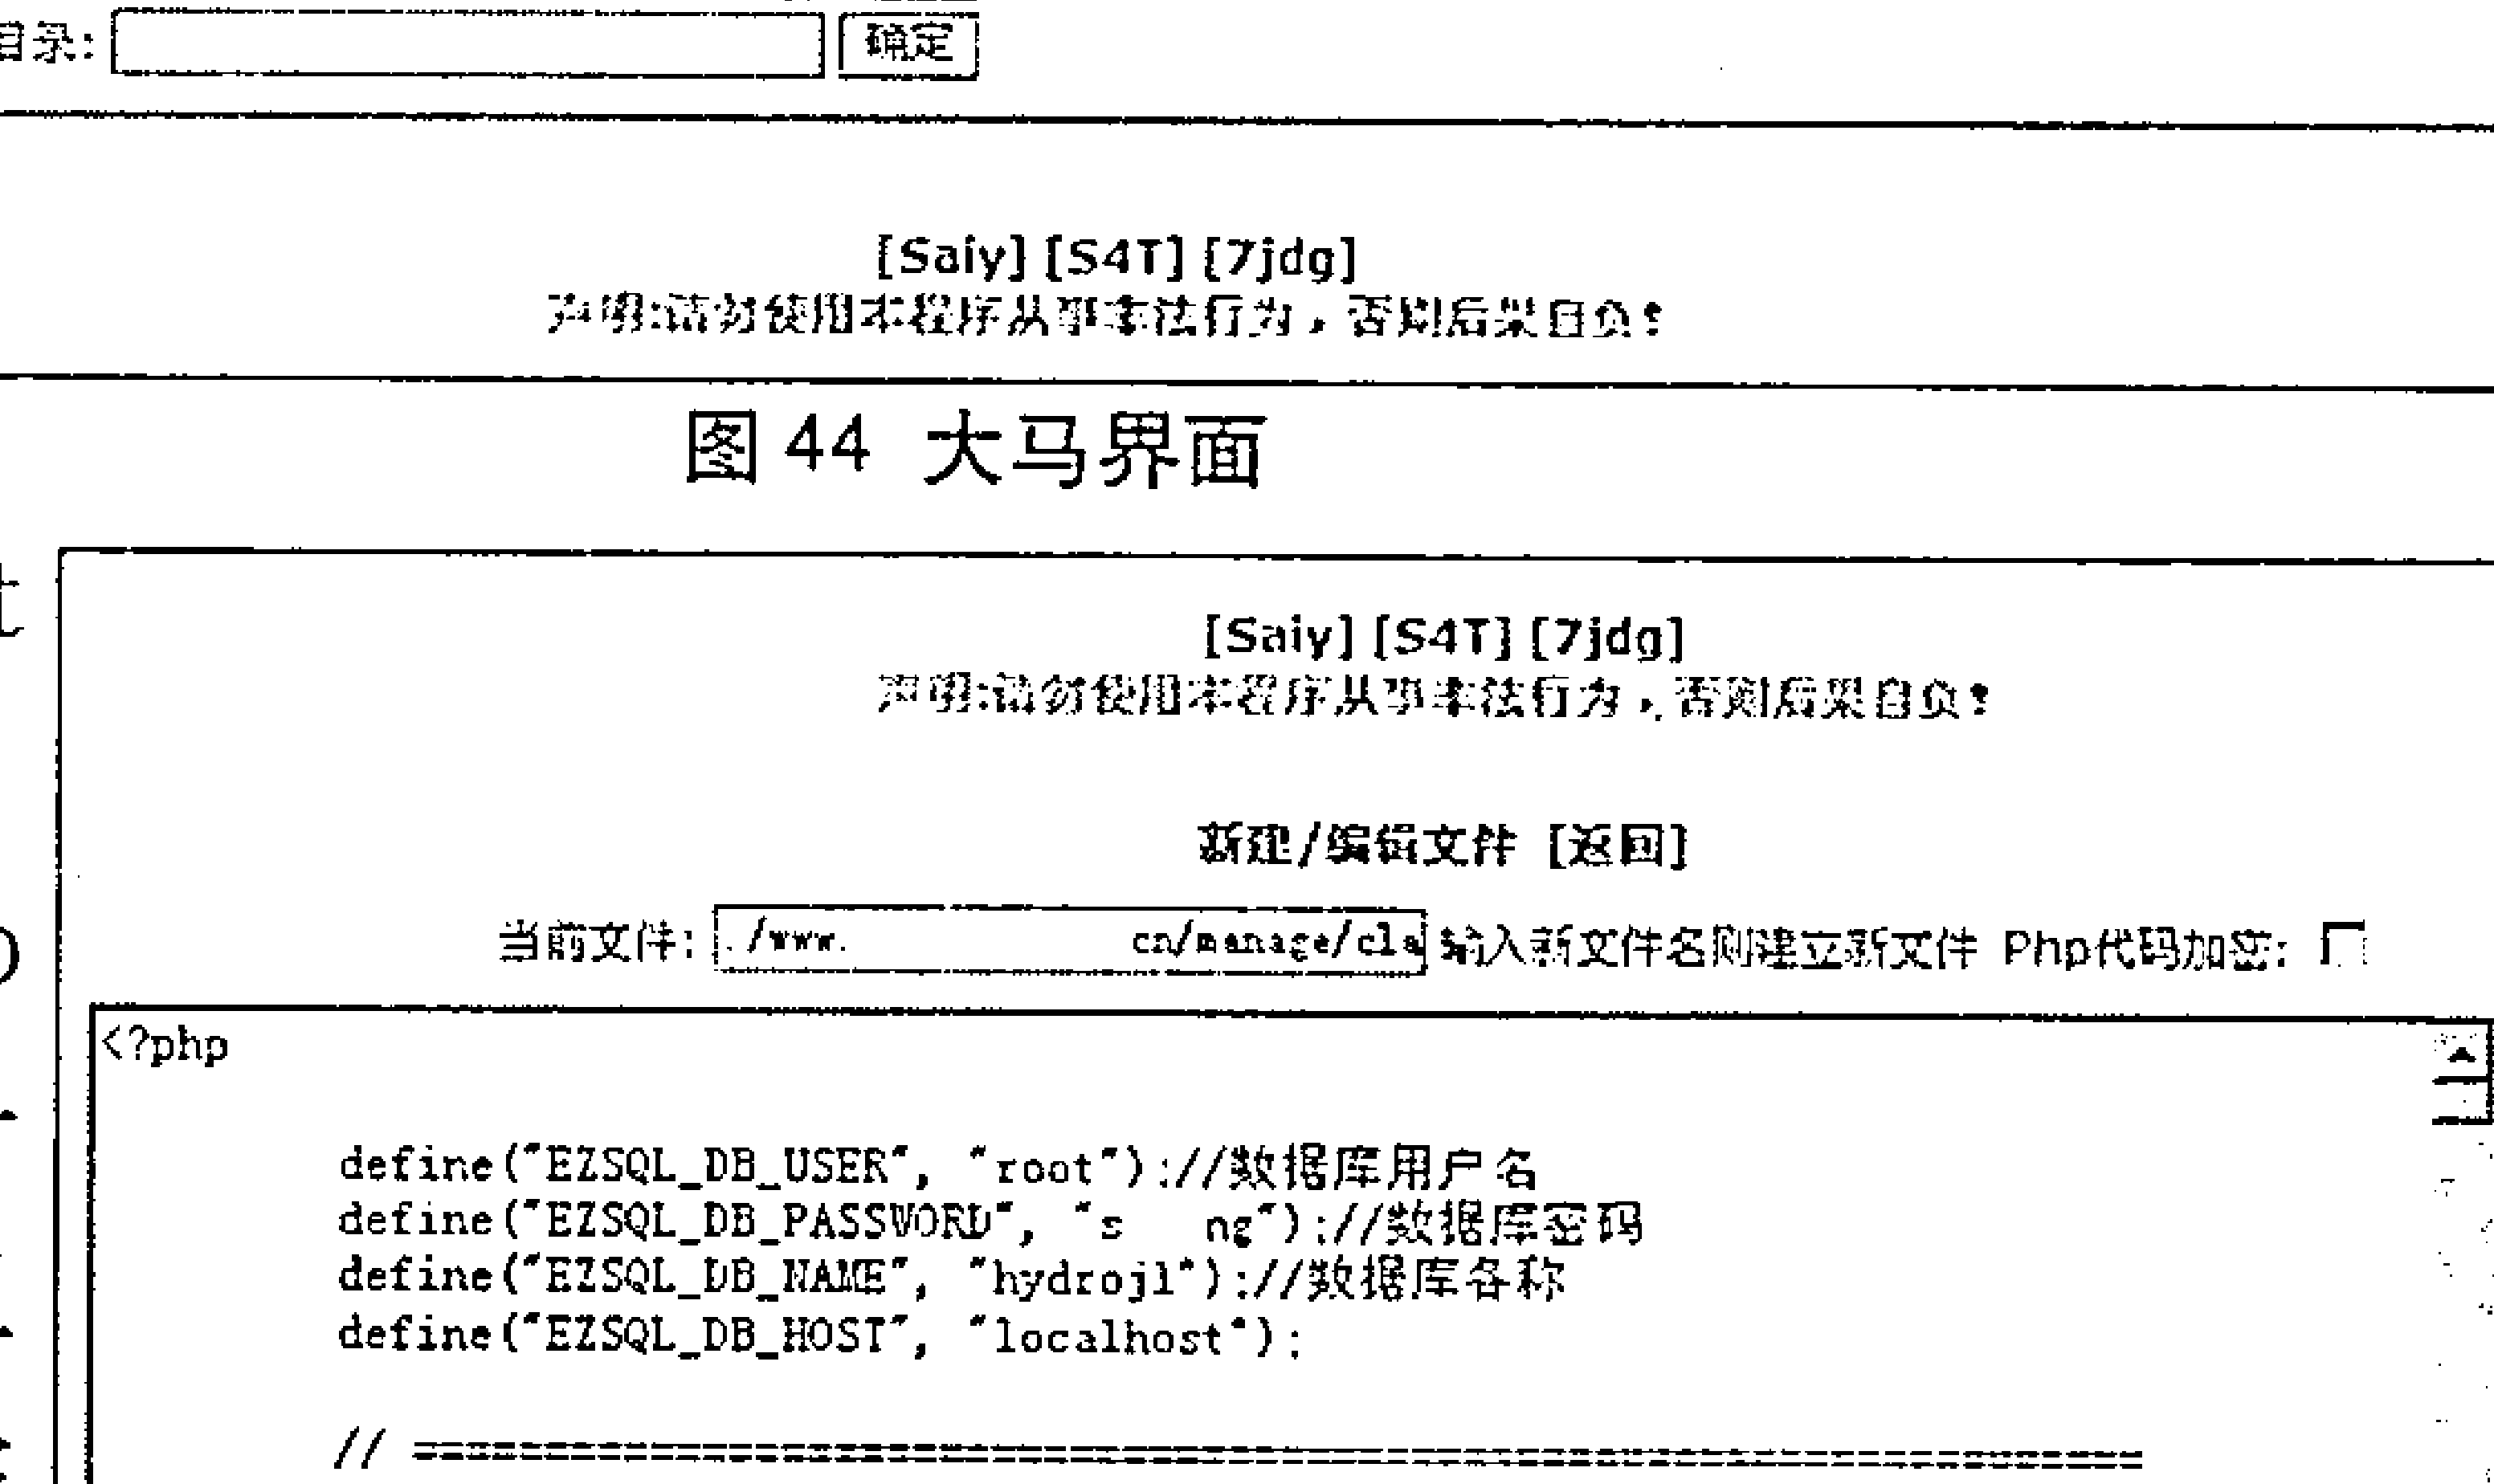 目录: 确定
[Saiy] [S4T] [7jdg]
声明:请勿使用本程序从事非法行为，否则后果自负！
图 44 大马界面
[Saiy] [S4T] [7jdg]
声明:请勿使用本程序从事非法行为，否则后果自负！
新建/编辑文件 [返回]
当前文件: ./www. cn/manage/cla 输入新文件名则建立新文件 Php代码加密:
<?php
define("EZSQL_DB_USER", "root");//数据库用户名
define("EZSQL_DB_PASSWORD", "s ng");//数据库密码
define("EZSQL_DB_NAME", "hydrojl");//数据库名称
define("EZSQL_DB_HOST", "localhost");
// ==================================================================